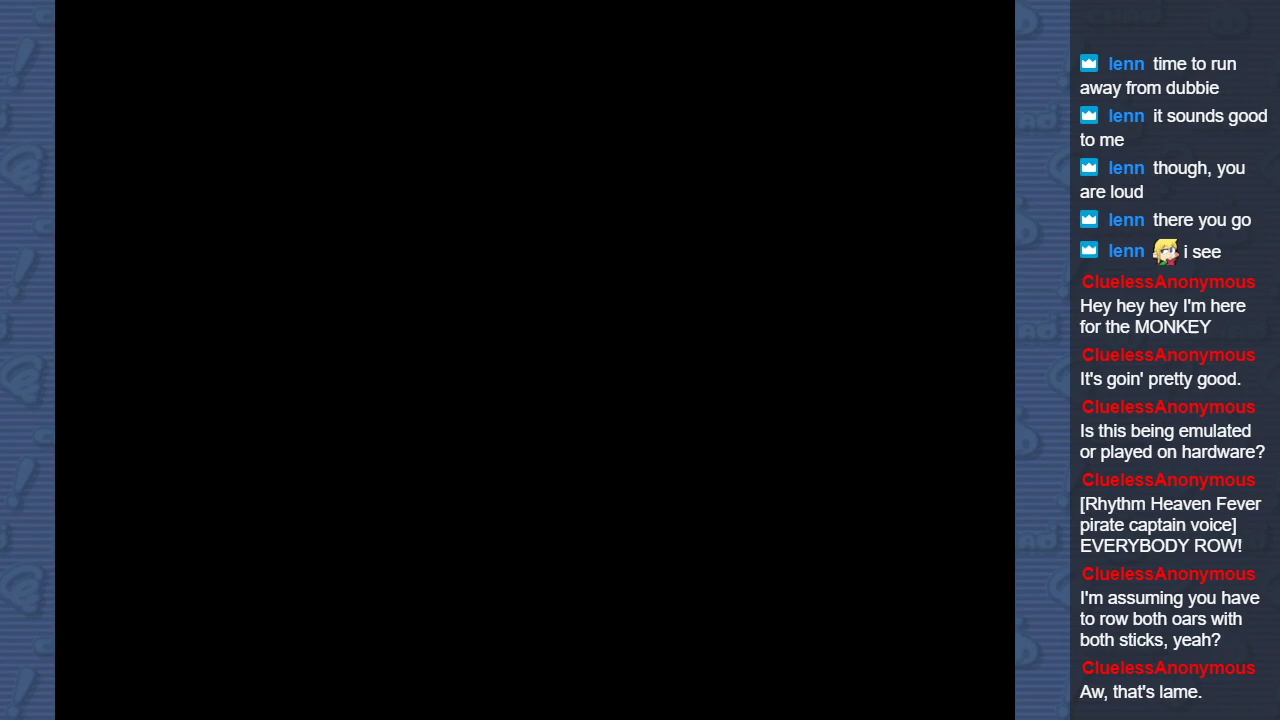 lenn time to run
away from dubbie
lenn it sounds good
to me
lenn though, you
are loud
lenn there you go
lenn i see
CluelessAnonymous
Hey hey hey I'm here
for the MONKEY
CluelessAnonymous
It's goin' pretty good.
CluelessAnonymous
Is this being emulated
or played on hardware?
CluelessAnonymous
[Rhythm Heaven Fever
pirate captain voice]
EVERYBODY ROW!
CluelessAnonymous
I'm assuming you have
to row both oars with
both sticks, yeah?
CluelessAnonymous
Aw, that's lame.